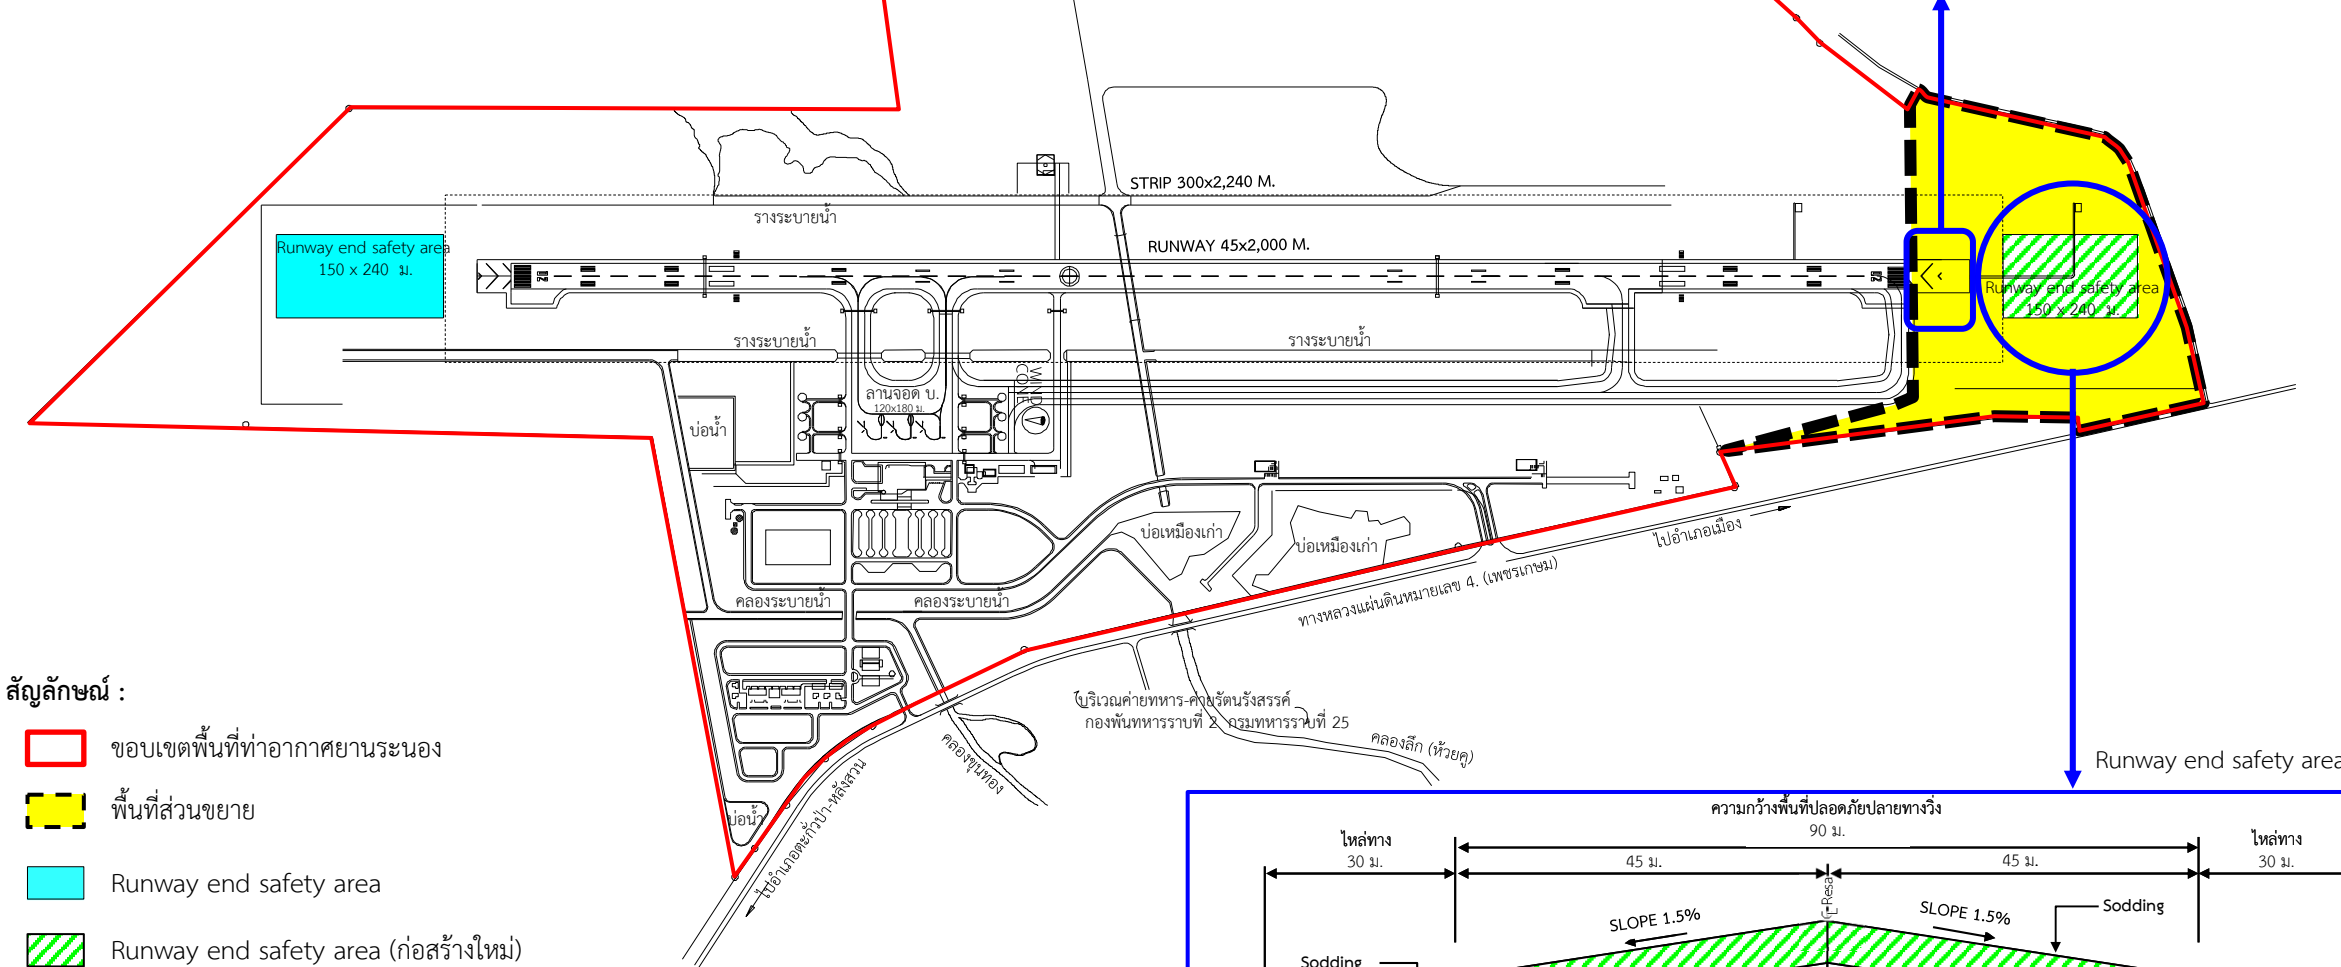 STRIP 300x2,240 M.
รางระบายน้ำ
RUNWAY 45x2,000 M.
Runway end safety area
150 x 240 ม.
Runway end safety area
150 x 240 ม.
รางระบายน้ำ
รางระบายน้ำ
ลานจอด บ.
120x180 ม.
WIND
CONE
บ่อน้ำ
บ่อเหมืองเก่า
บ่อเหมืองเก่า
ไปอำเภอเมือง
ทางหลวงแผ่นดินหมายเลข 4. (เพชรเกษม)
คลองระบายน้ำ
คลองระบายน้ำ
บริเวณค่ายทหาร-ค่ายรัตนรังสรรค์
กองพันทหารราบที่ 2 กรมทหารราบที่ 25
คลองลึก (ห้วยคู)
คลองขุนทอง
ไปอำเภอตะกั่วป่า-หลังสวน
บ่อน้ำ
สัญลักษณ์ :
ขอบเขตพื้นที่ท่าอากาศยานระนอง
พื้นที่ส่วนขยาย
Runway end safety area
Runway end safety area (ก่อสร้างใหม่)
Runway end safety area
ความกว้างพื้นที่ปลอดภัยปลายทางวิ่ง
90 ม.
ไหล่ทาง
30 ม.
45 ม.
45 ม.
ไหล่ทาง
30 ม.
CL Resa
SLOPE 1.5%
SLOPE 1.5%
Sodding
Sodding